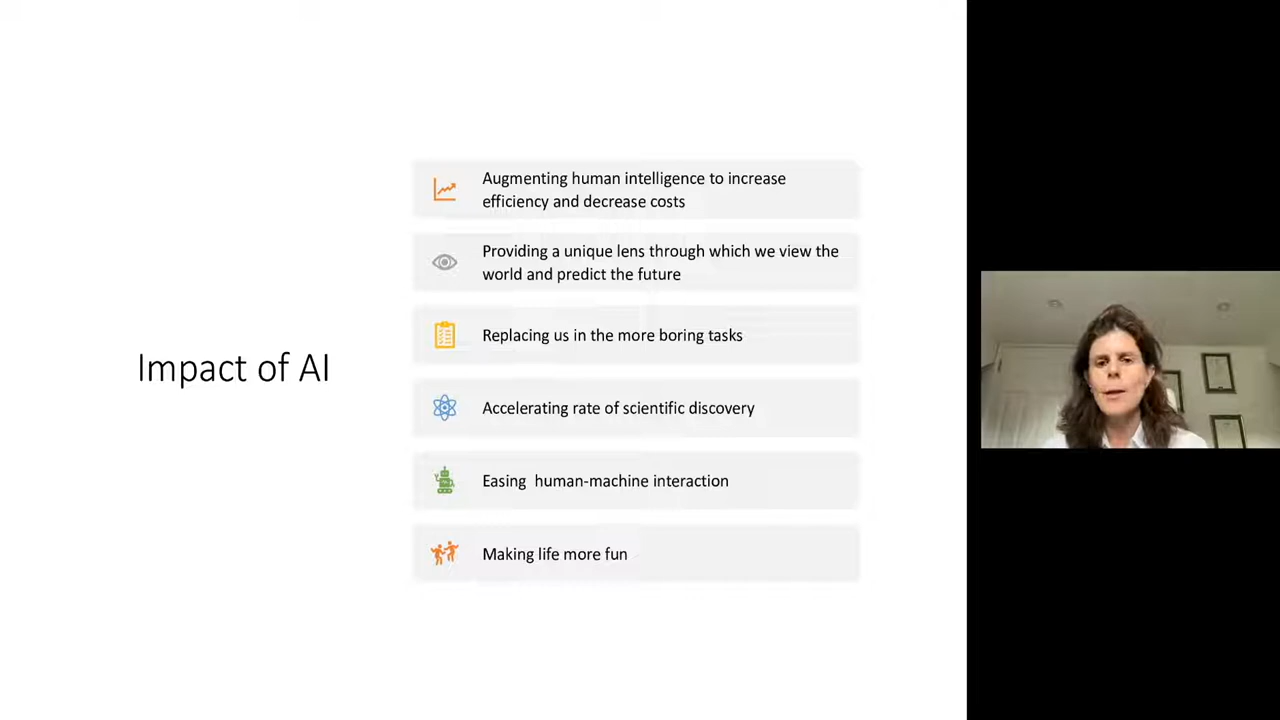 Impact of AI
Augmenting human intelligence to increase
efficiency and decrease costs
Providing a unique lens through which we view the
world and predict the future
Replacing us in the more boring tasks
Accelerating rate of scientific discovery
Easing  human-machine interaction
Making life more fun